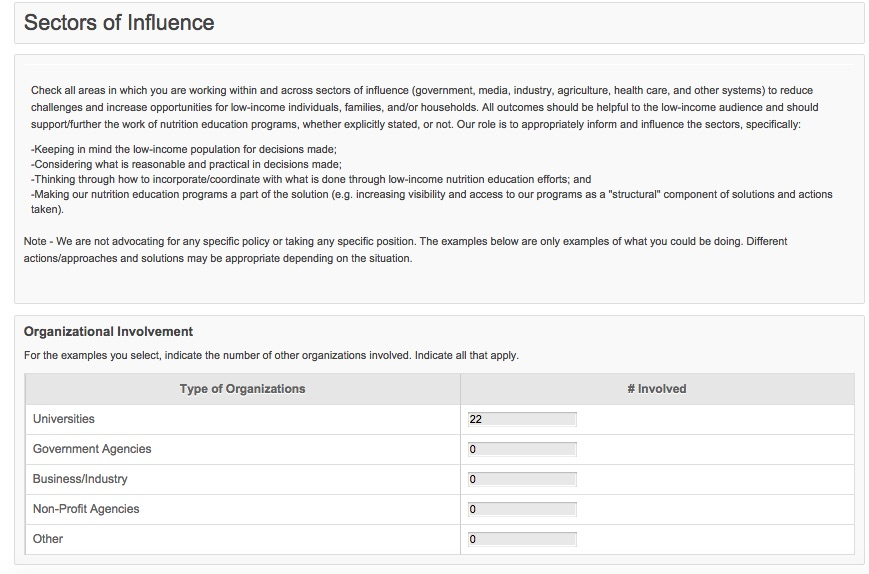 Sectors of Influence
Check all areas in which you are working within and across sectors of influence (government, media, industry, agriculture, health care, and other systems) to reduce
challenges and increase opportunities for low-income individuals, families, and/or households. All outcomes should be helpful to the low-income audience and should
support/further the work of nutrition education programs, whether explicitly stated, or not. Our role is to appropriately inform and influence the sectors, specifically:
-Keeping in mind the low-income population for decisions made;
-Considering what is reasonable and practical in decisions made;
-Thinking through how to incorporate/coordinate with what is done through low-income nutrition education efforts; and
-Making our nutrition education programs a part of the solution (e.g. increasing visibility and access to our programs as a "structural" component of solutions and actions
taken).
Note - We are not advocating for any specific policy or taking any specific position. The examples below are only examples of what you could be doing. Different
actions/approaches and solutions may be appropriate depending on the situation.
Organizational Involvement
For the examples you select, indicate the number of other organizations involved. Indicate all that apply.
Type of Organizations # Involved
Universities 22
Government Agencies 0
Business/Industry 0
Non-Profit Agencies 0
Other 0